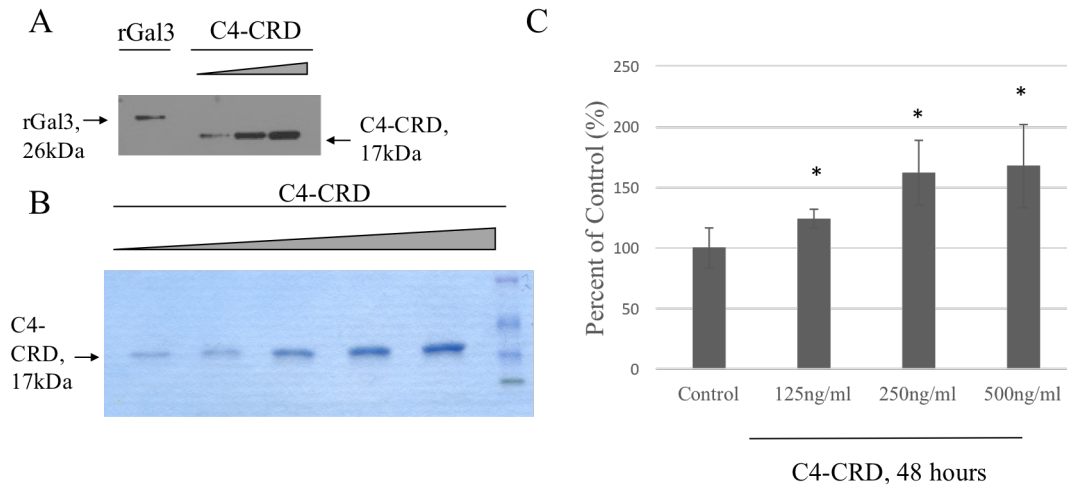 A
rGal3
C4-CRD
rGal3,
26kDa
C4-CRD,
17kDa
B
C4-CRD
C4-
CRD,
17kDa
C
Percent of Control (%)
250
200
150
100
50
0
*
*
*
Control
125ng/ml
250ng/ml
500ng/ml
C4-CRD, 48 hours